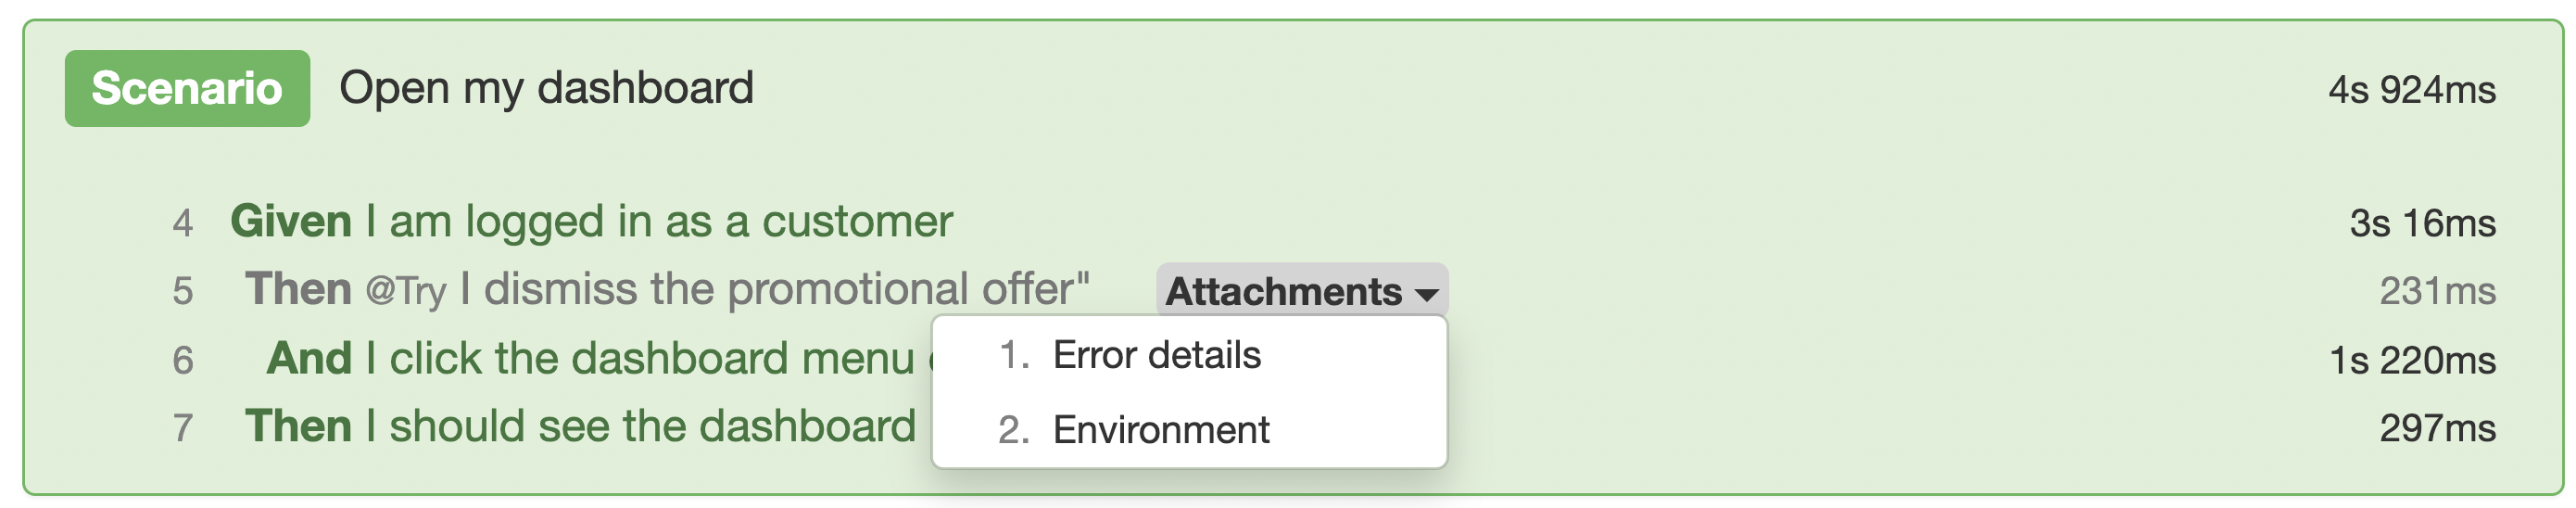 Scenario Open my dashboard 4s 924ms
4 Given I am logged in as a customer 3s 16ms
5 Then @Try I dismiss the promotional offer" Attachments 231ms
1. Error details
6 And I click the dashboard menu 1s 220ms
2. Environment
7 Then I should see the dashboard 297ms